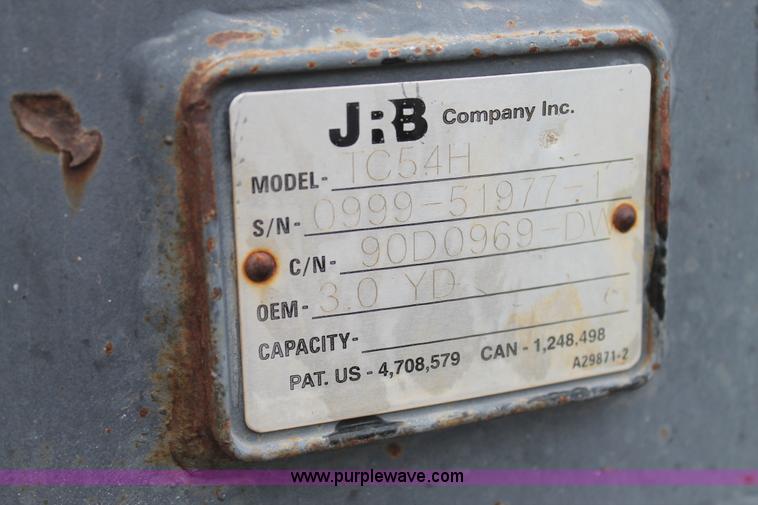 JRB Company Inc.
MODEL- TC54H
S/N- 0999-51977-1
C/N- 90D0969-DW
OEM- 3.0 YD
CAPACITY-
PAT. US - 4,708,579 CAN - 1,248,498
A29871-2
www.purplewave.com